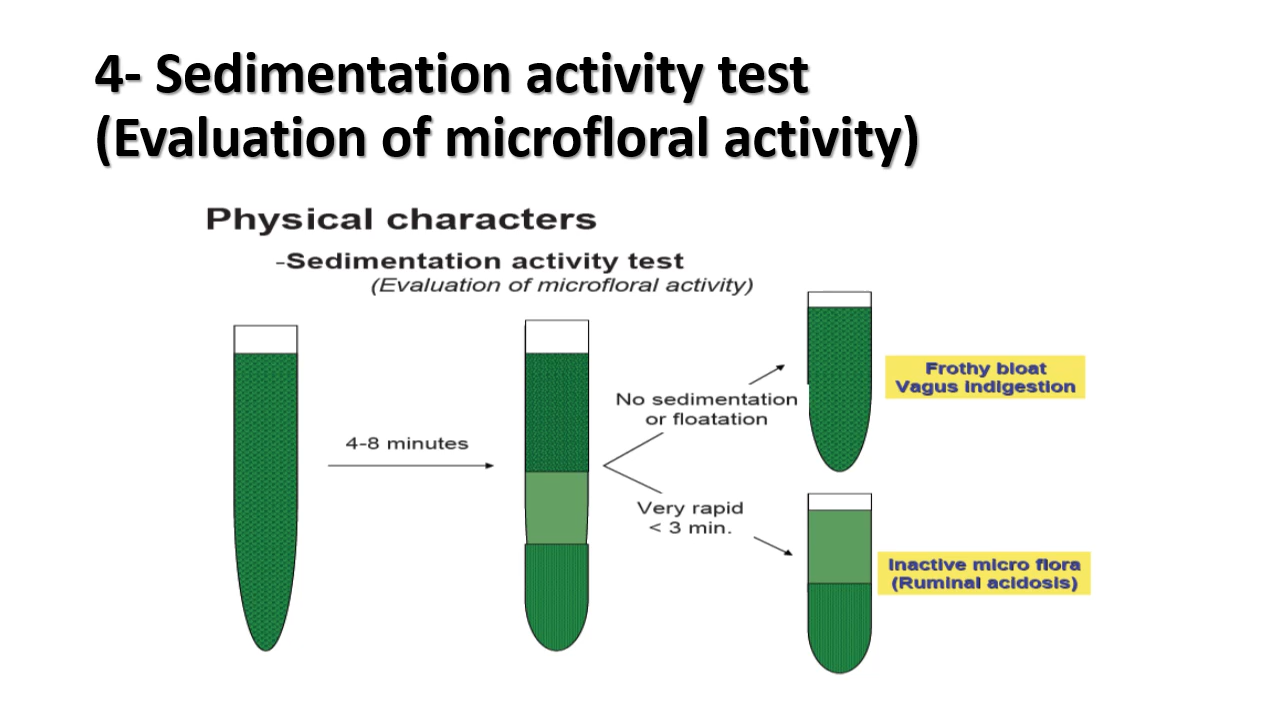 4- Sedimentation activity test
(Evaluation of microfloral activity)
Physical characters
-Sedimentation activity test
(Evaluation of microfloral activity)
4-8 minutes
No sedimentation
or floatation
Frothy bloat
Vagus indigestion
Very rapid
< 3 min.
Inactive micro flora
(Ruminal acidosis)